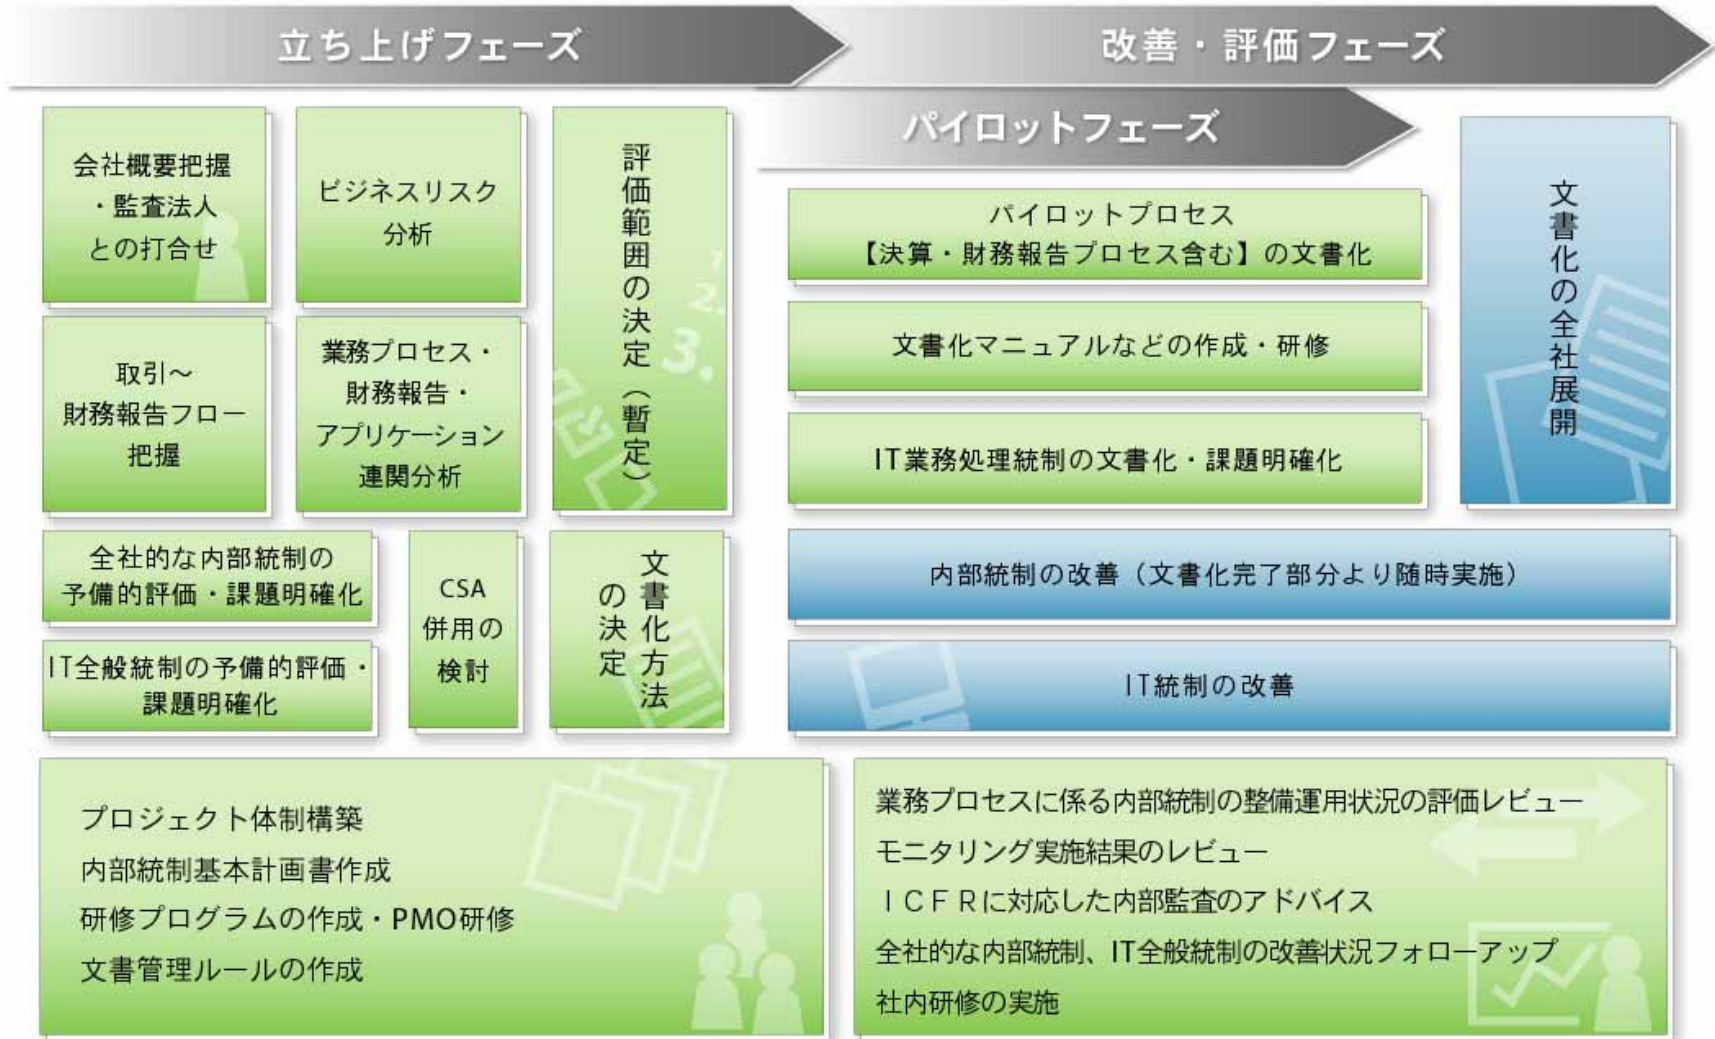 立ち上げフェーズ
改善・評価フェーズ
パイロットフェーズ
会社概要把握
・監査法人
との打合せ
ビジネスリスク
分析
評価範囲の決定（暫定）
1
2.
3.
取引～
財務報告フロー
把握
業務プロセス・
財務報告・
アプリケーション
連関分析
全社的な内部統制の
予備的評価・課題明確化
IT全般統制の予備的評価・
課題明確化
CSA
併用の
検討
文書化方法
の決定
パイロットプロセス
【決算・財務報告プロセス含む】の文書化
文書化マニュアルなどの作成・研修
IT業務処理統制の文書化・課題明確化
文書化の全社展開
内部統制の改善（文書化完了部分より随時実施）
IT統制の改善
プロジェクト体制構築
内部統制基本計画書作成
研修プログラムの作成・PMO研修
文書管理ルールの作成
業務プロセスに係る内部統制の整備運用状況の評価レビュー
モニタリング実施結果のレビュー
ＩＣＦＲに対応した内部監査のアドバイス
全社的な内部統制、IT全般統制の改善状況フォローアップ
社内研修の実施